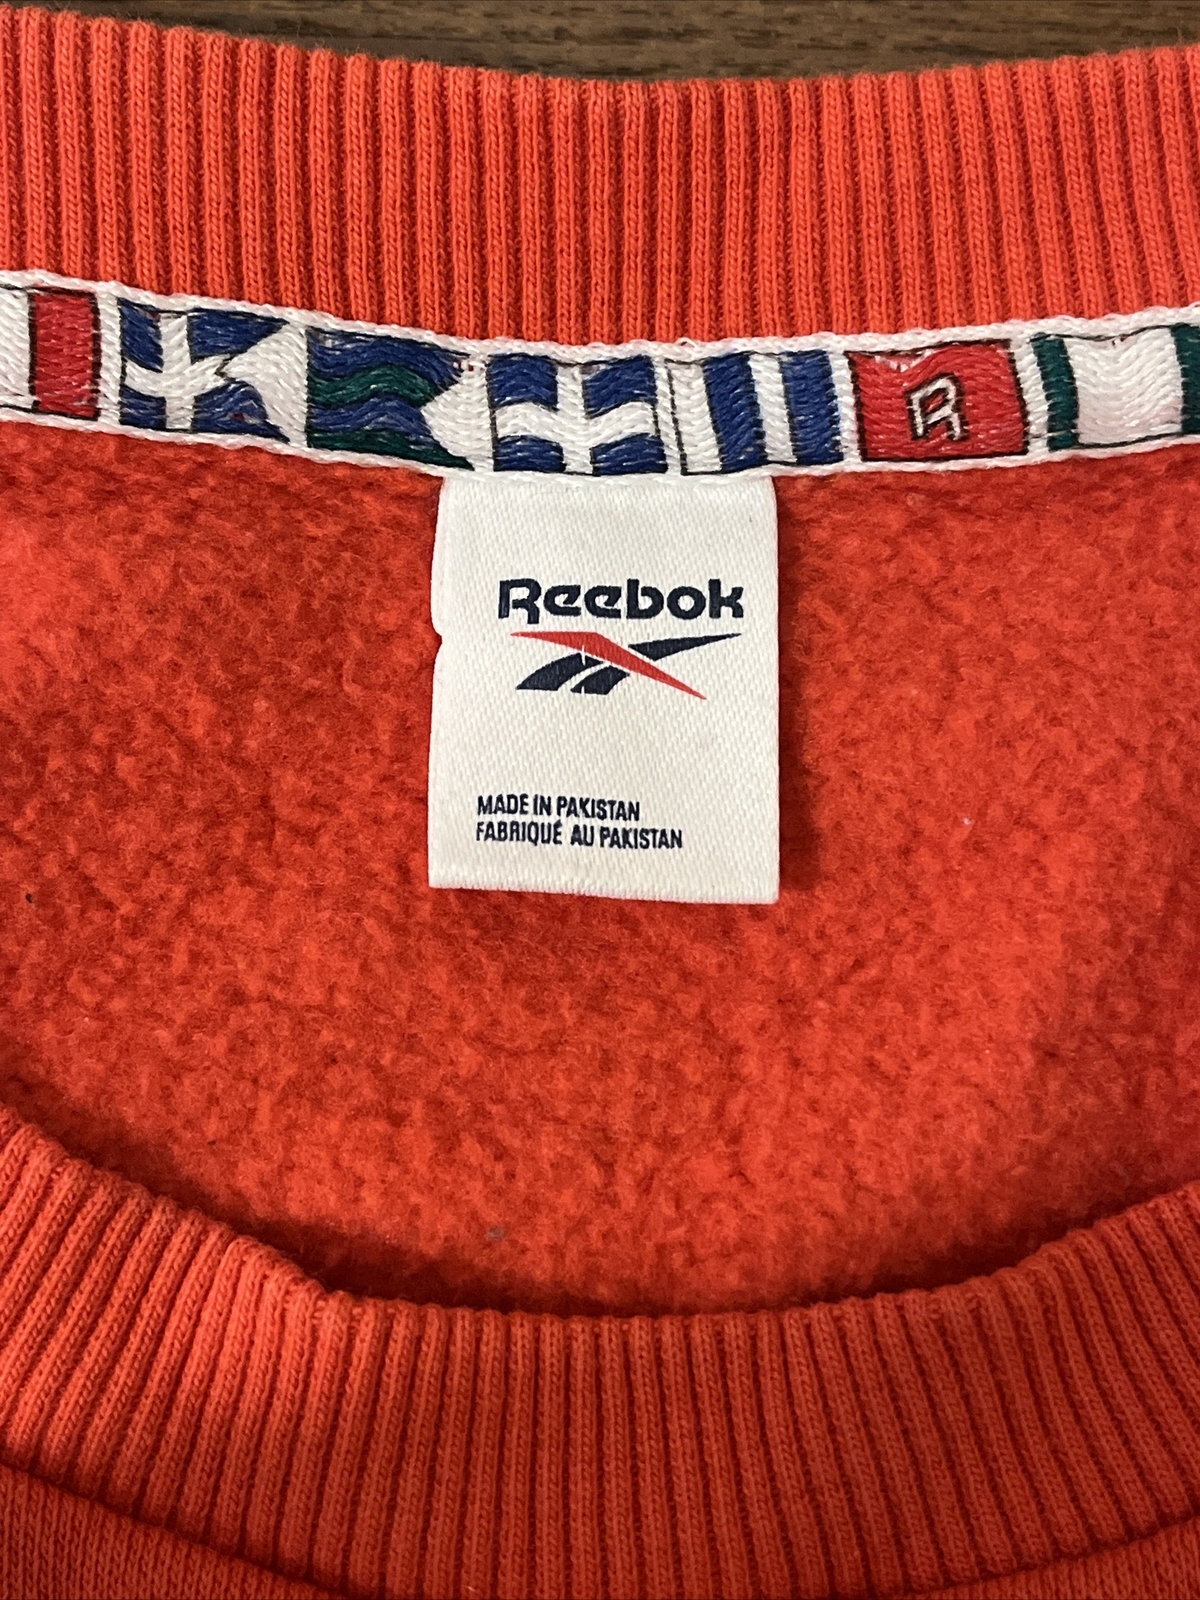 R
Reebok
MADE IN PAKISTAN
FABRIQUÉ AU PAKISTAN